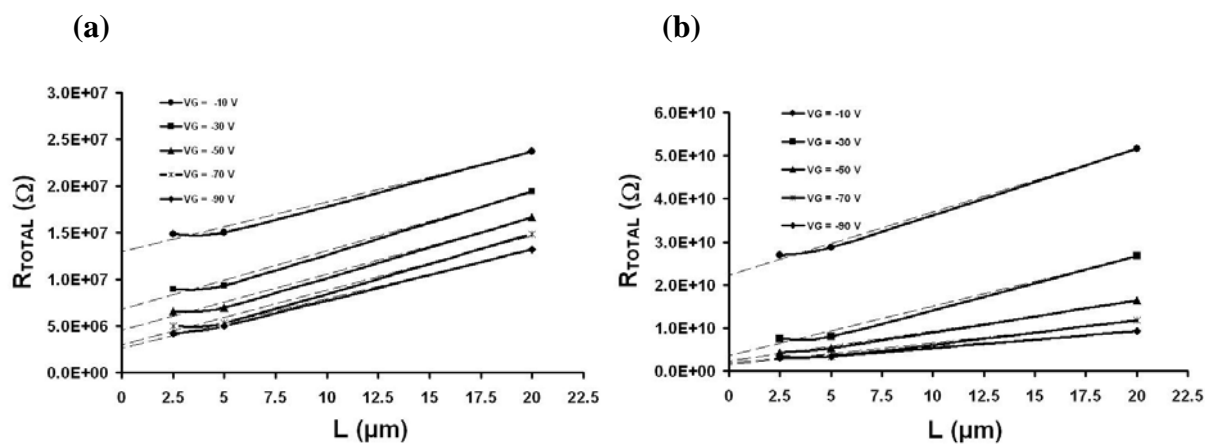 (a)
3.0E+07
2.5E+07
2.0E+07
1.5E+07
1.0E+07
5.0E+06
0.0E+00
R_TOTAL (Ω)
VG = -10 V
VG = -30 V
VG = -50 V
VG = -70 V
VG = -90 V
0 2.5 5 7.5 10 12.5 15 17.5 20 22.5
L (µm)
(b)
6.0E+10
5.0E+10
4.0E+10
3.0E+10
2.0E+10
1.0E+10
0.0E+00
R_TOTAL (Ω)
VG = -10 V
VG = -30 V
VG = -50 V
VG = -70 V
VG = -90 V
0 2.5 5 7.5 10 12.5 15 17.5 20 22.5
L (µm)